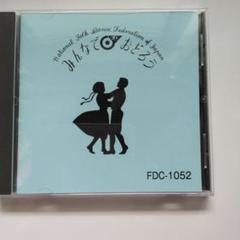 National Folk Dance Federation of Japan
みんなでおどろう
FDC-1052